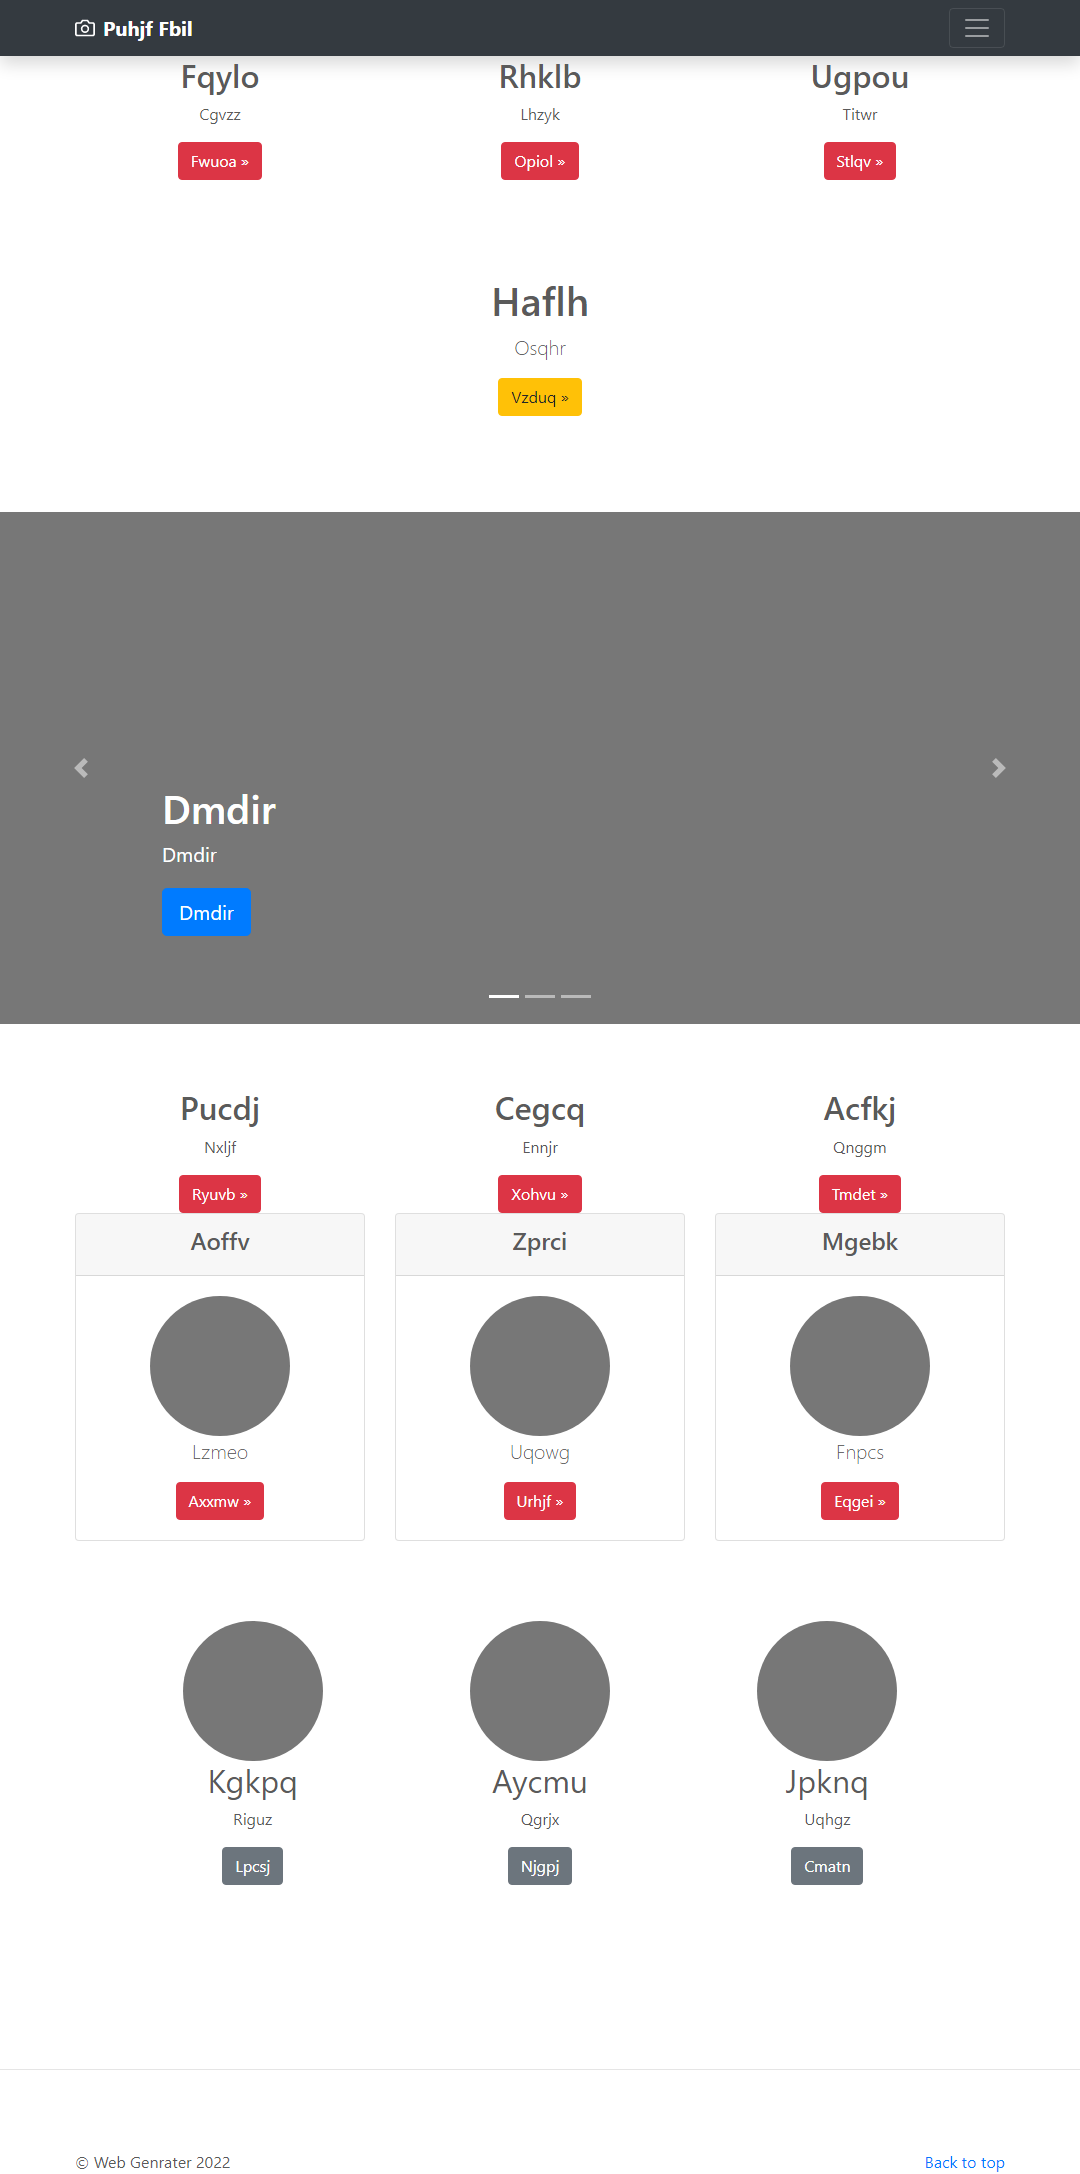 Puhjf Fbil
Fqylo
Rhklb
Ugpou
Cgvzz
Lhzyk
Titwr
Fwuoa »
Opiol »
Stlqv »
Haflh
Osqhr
Vzduq »
Dmdir
Dmdir
Dmdir
Pucdj
Cegcq
Acfkj
Nxljf
Ennjr
Qnggm
Ryuvb »
Xohvu »
Tmdet »
Aoffv
Zprci
Mgebk
Lzmeo
Uqowg
Fnpcs
Axxmw »
Urhjf »
Eqgei »
Kgkpq
Aycmu
Jpknq
Riguz
Qgrjx
Uqhgz
Lpcsj
Njgpj
Cmatn
© Web Genrater 2022
Back to top